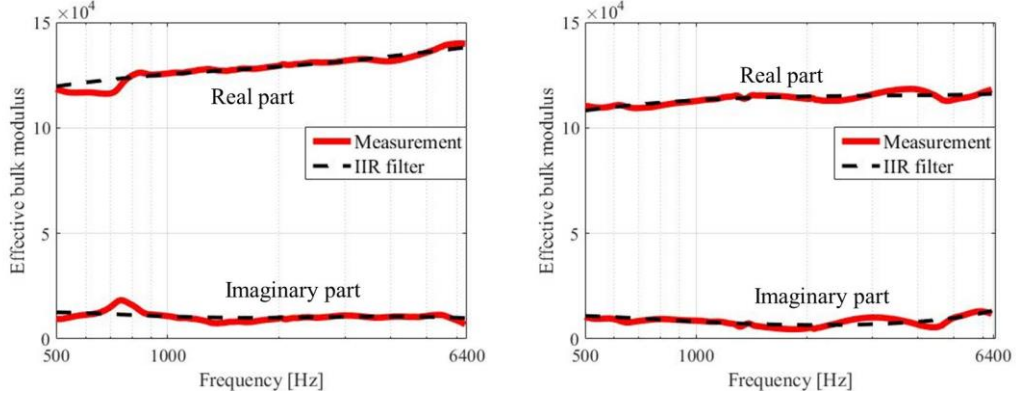 ×10⁴
15
10
5
0
Effective bulk modulus
Real part
Measurement
IIR filter
Imaginary part
500
1000
6400
Frequency [Hz]
×10⁴
15
10
5
0
Effective bulk modulus
Real part
Measurement
IIR filter
Imaginary part
500
1000
6400
Frequency [Hz]